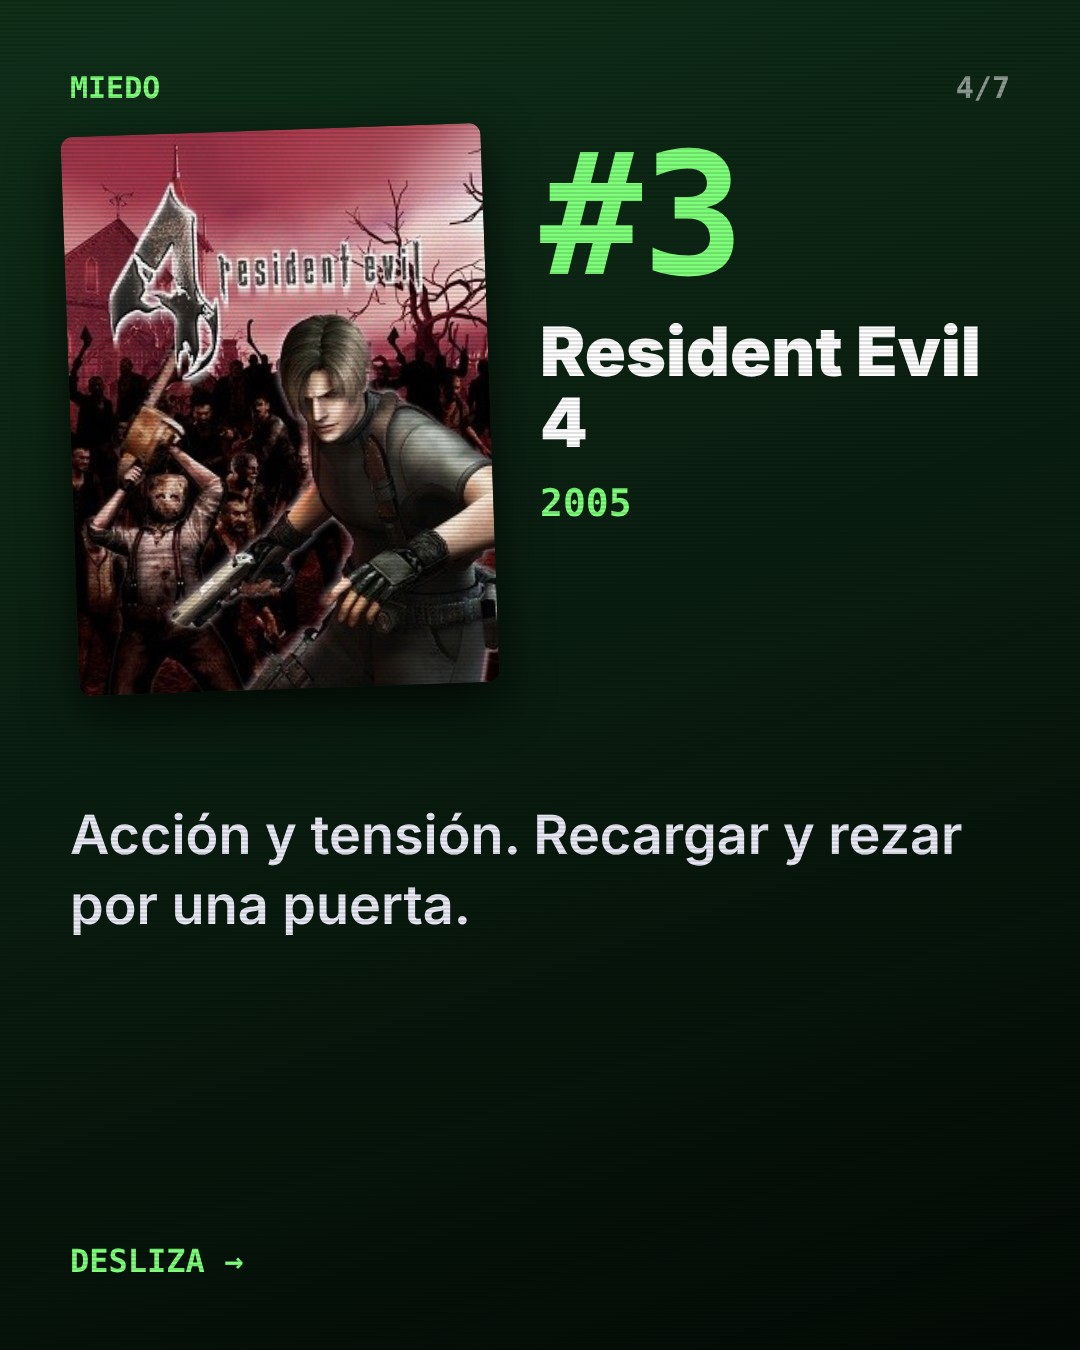 MIEDO
4/7
4 resident evil
#3
Resident Evil
4
2005
Acción y tensión. Recargar y rezar
por una puerta.
DESLIZA →